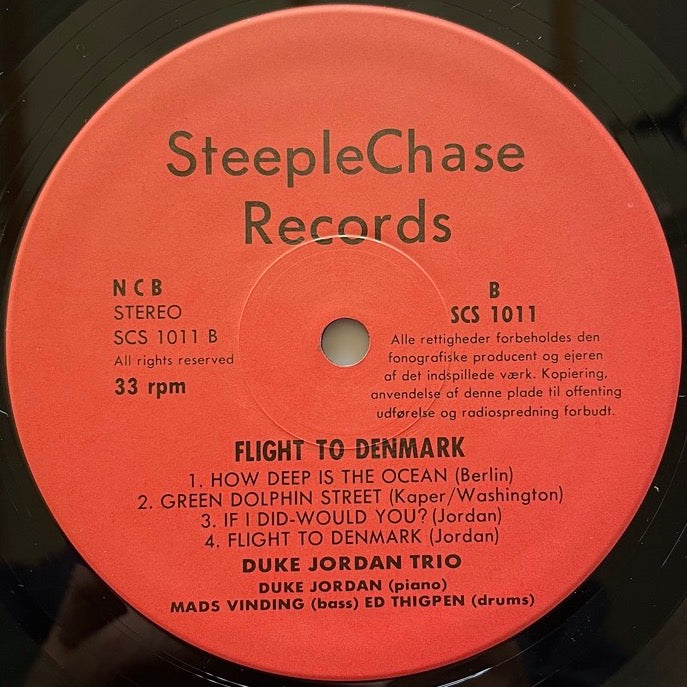 SteepleChase
Records
NCB
STEREO
SCS 1011 B
All rights reserved
33 rpm
B
SCS 1011
Alle rettigheder forbeholdes den
fonografiske producent og ejeren
af det indspillede værk. Kopiering,
anvendelse af denne plade til offenting
udførelse og radiospredning forbudt.
FLIGHT TO DENMARK
1. HOW DEEP IS THE OCEAN (Berlin)
2. GREEN DOLPHIN STREET (Kaper/Washington)
3. IF I DID-WOULD YOU? (Jordan)
4. FLIGHT TO DENMARK (Jordan)
DUKE JORDAN TRIO
DUKE JORDAN (piano)
MADS VINDING (bass) ED THIGPEN (drums)